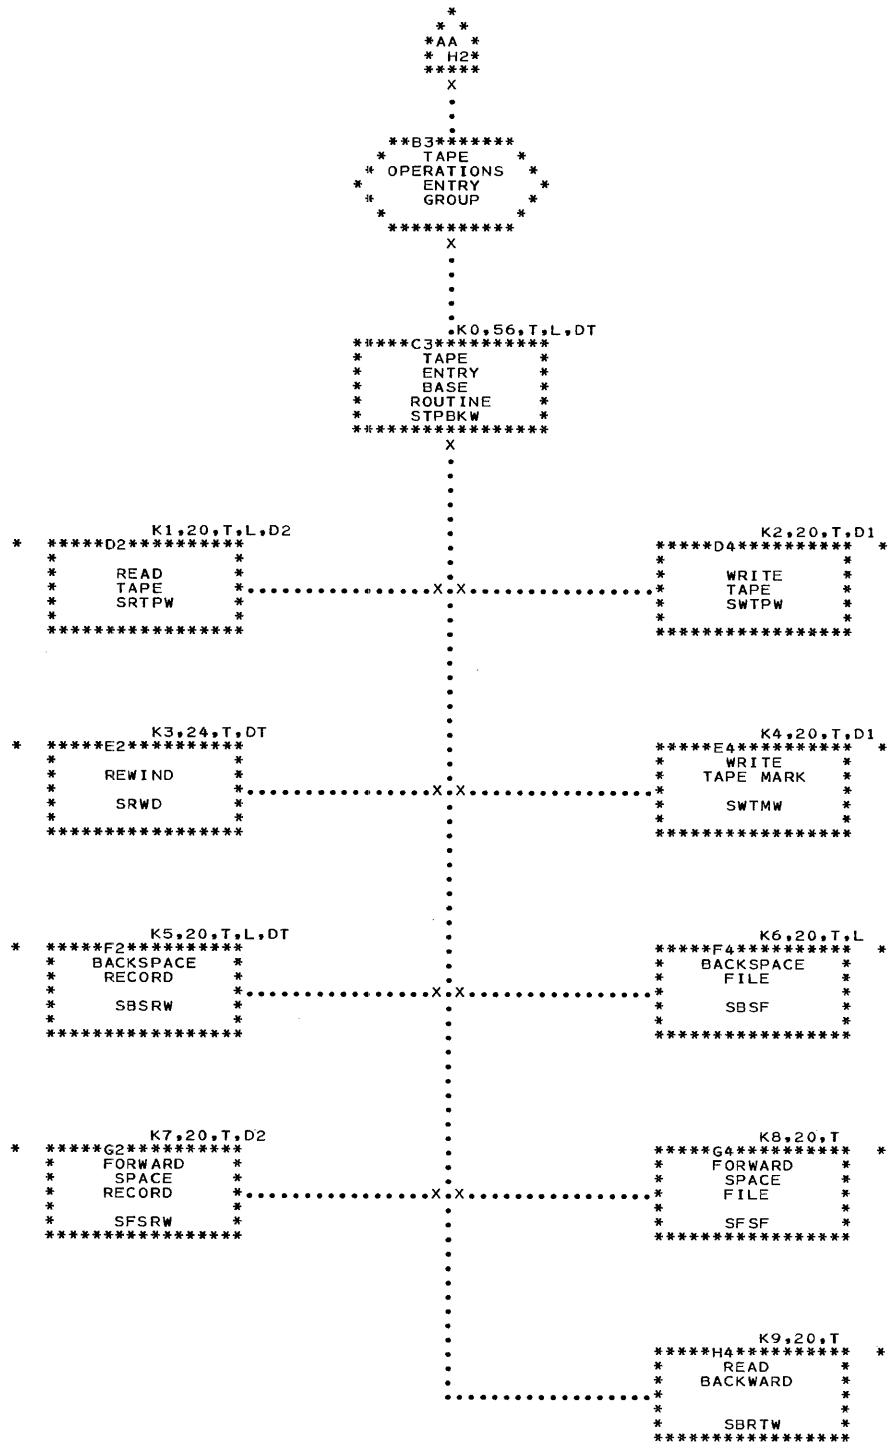 AA
H2
X
B3
TAPE
OPERATIONS
ENTRY
GROUP
X
K0,56,T,L,DT
C3
TAPE
ENTRY
BASE
ROUTINE
STPBKW
X
K1,20,T,L,D2
D2
READ
TAPE
SRTPW
X X
K2,20,T,D1
D4
WRITE
TAPE
SWTPW
K3,24,T,DT
E2
REWIND
SRWD
X X
K4,20,T,D1
E4
WRITE
TAPE MARK
SWTMW
K5,20,T,L,DT
F2
BACKSPACE
RECORD
SBSRW
X X
K6,20,T,L
F4
BACKSPACE
FILE
SBSF
K7,20,T,D2
G2
FORWARD
SPACE
RECORD
SFSRW
X X
K8,20,T
G4
FORWARD
SPACE
FILE
SFSF
K9,20,T
H4
READ
BACKWARD
SBRTW